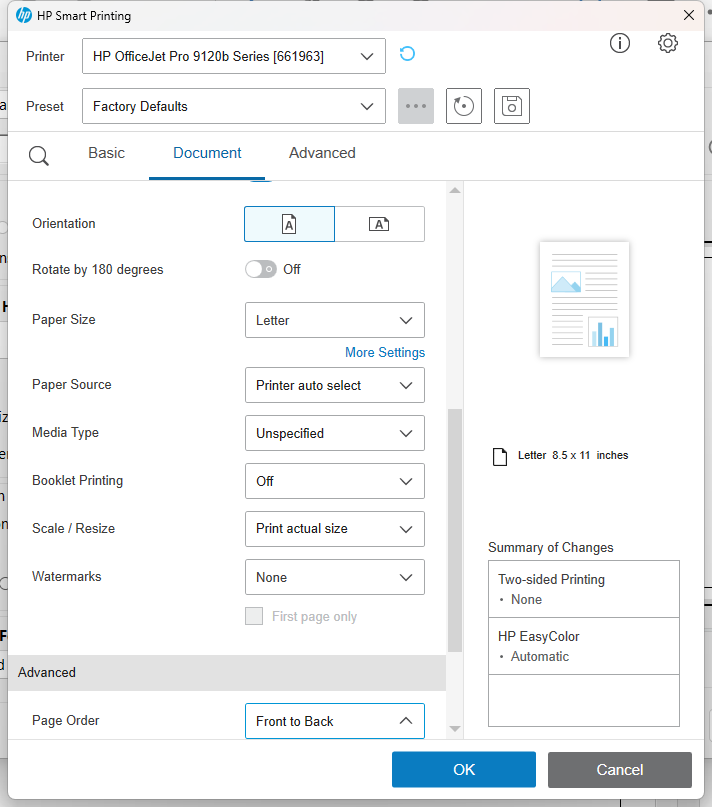 hp HP Smart Printing
Printer HP OfficeJet Pro 9120b Series [661963]
Preset Factory Defaults
Basic Document Advanced
Orientation A A
Rotate by 180 degrees Off
Paper Size Letter
More Settings
Paper Source Printer auto select
Media Type Unspecified
Booklet Printing Off
Scale / Resize Print actual size
Watermarks None
First page only
Advanced
Page Order Front to Back
Letter 8.5 x 11 inches
Summary of Changes
Two-sided Printing
• None
HP EasyColor
• Automatic
OK Cancel